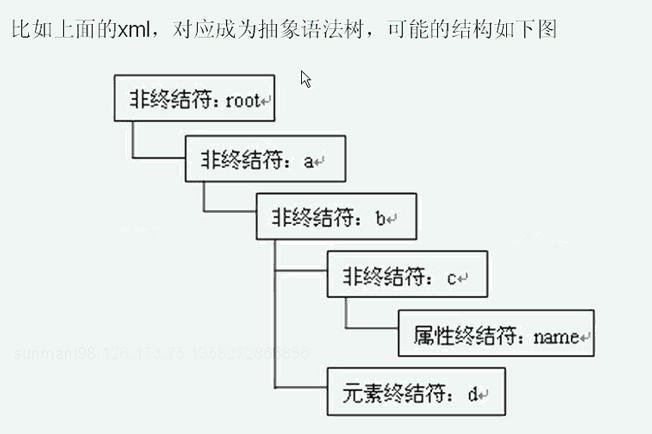 比如上面的xml，对应成为抽象语法树，可能的结构如下图
非终结符：root
非终结符：a
非终结符：b
非终结符：c
属性终结符：name
元素终结符：d